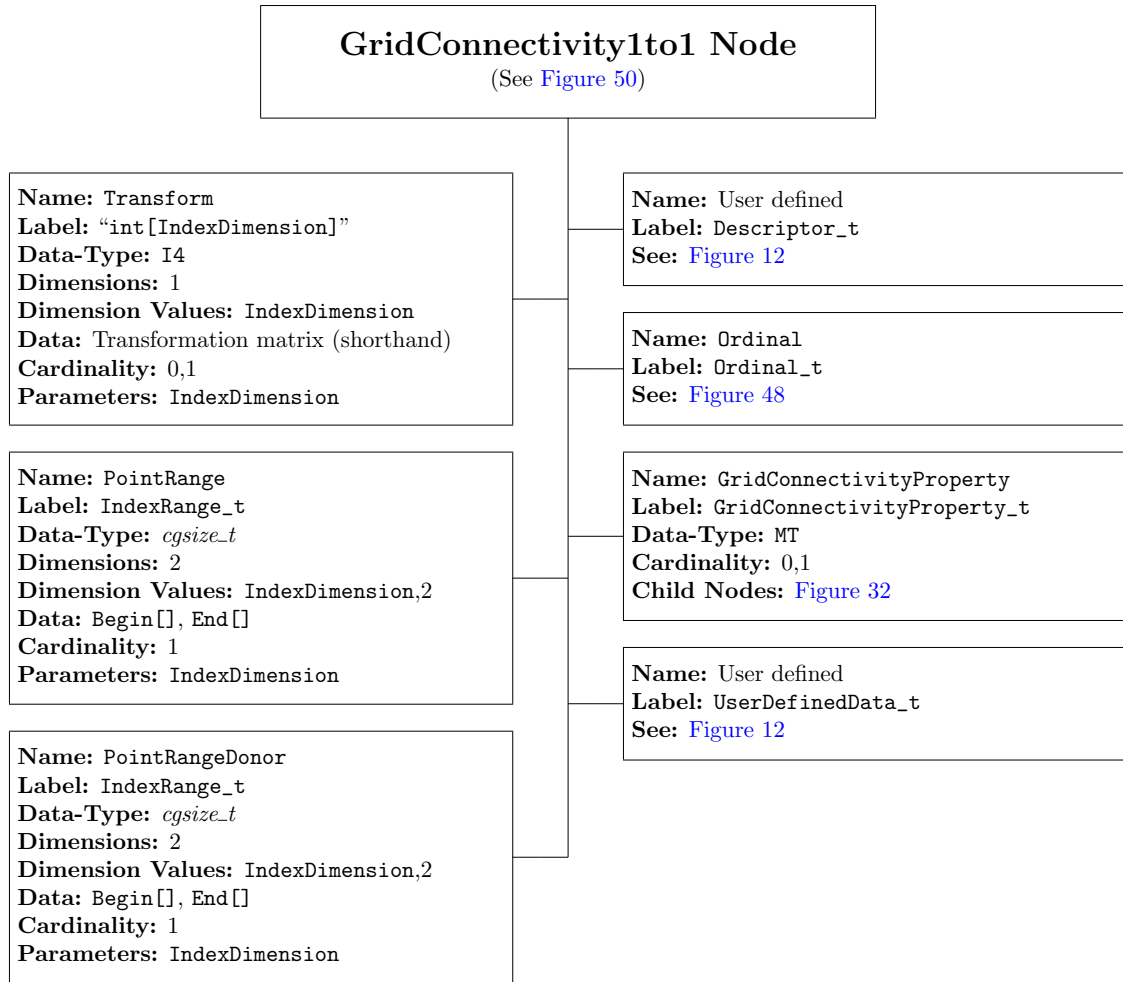 GridConnectivity1to1 Node
(See Figure 50)
Name: Transform
Label: “int[IndexDimension]”
Data-Type: I4
Dimensions: 1
Dimension Values: IndexDimension
Data: Transformation matrix (shorthand)
Cardinality: 0,1
Parameters: IndexDimension
Name: PointRange
Label: IndexRange_t
Data-Type: cgsize_t
Dimensions: 2
Dimension Values: IndexDimension,2
Data: Begin[], End[]
Cardinality: 1
Parameters: IndexDimension
Name: PointRangeDonor
Label: IndexRange_t
Data-Type: cgsize_t
Dimensions: 2
Dimension Values: IndexDimension,2
Data: Begin[], End[]
Cardinality: 1
Parameters: IndexDimension
Name: User defined
Label: Descriptor_t
See: Figure 12
Name: Ordinal
Label: Ordinal_t
See: Figure 48
Name: GridConnectivityProperty
Label: GridConnectivityProperty_t
Data-Type: MT
Cardinality: 0,1
Child Nodes: Figure 32
Name: User defined
Label: UserDefinedData_t
See: Figure 12